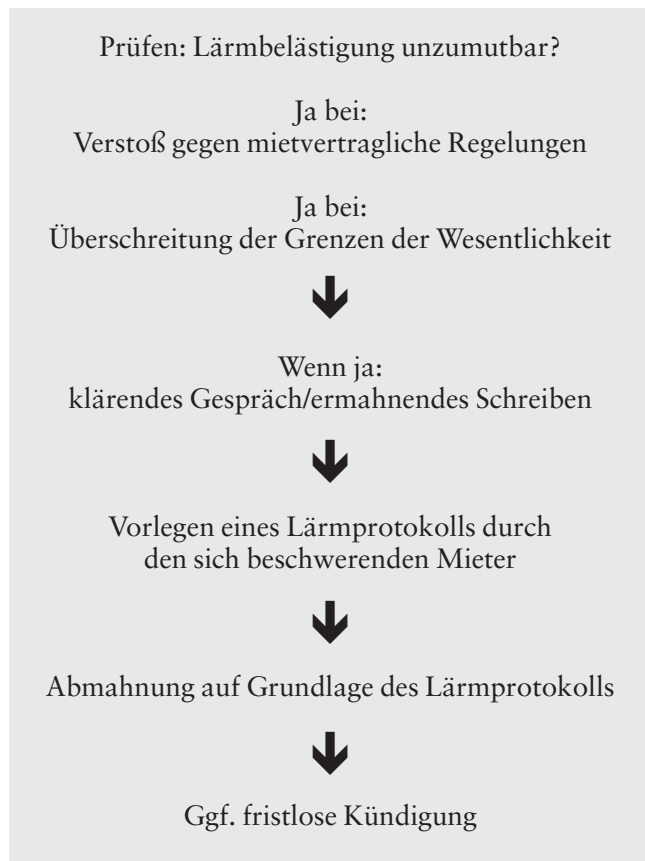 Prüfen: Lärmbelästigung unzumutbar?
Ja bei:
Verstoß gegen mietvertragliche Regelungen
Ja bei:
Überschreitung der Grenzen der Wesentlichkeit
Wenn ja:
klärendes Gespräch/ermahnendes Schreiben
Vorlegen eines Lärmprotokolls durch
den sich beschwerenden Mieter
Abmahnung auf Grundlage des Lärmprotokolls
Ggf. fristlose Kündigung